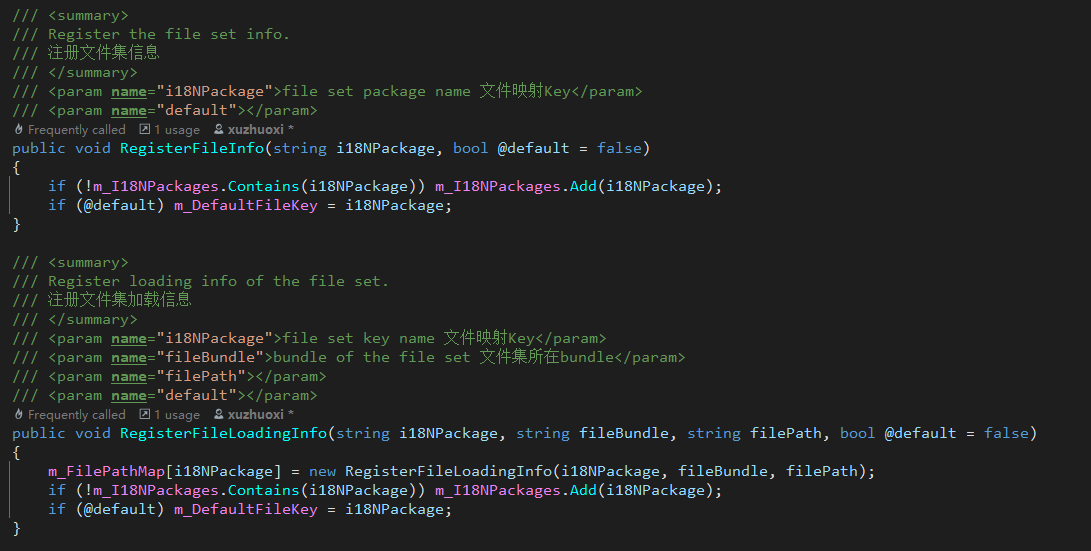 /// <summary>
/// Register the file set info.
/// 注册文件集信息
/// </summary>
/// <param name="i18NPackage">file set package name 文件映射Key</param>
/// <param name="default"></param>
Frequently called 1 usage xuzhuoxi *
public void RegisterFileInfo(string i18NPackage, bool @default = false)
{
if (!m_I18NPackages.Contains(i18NPackage)) m_I18NPackages.Add(i18NPackage);
if (@default) m_DefaultFileKey = i18NPackage;
}
/// <summary>
/// Register loading info of the file set.
/// 注册文件集加载信息
/// </summary>
/// <param name="i18NPackage">file set key name 文件映射Key</param>
/// <param name="fileBundle">bundle of the file set 文件集所在bundle</param>
/// <param name="filePath"></param>
/// <param name="default"></param>
Frequently called 1 usage xuzhuoxi *
public void RegisterFileLoadingInfo(string i18NPackage, string fileBundle, string filePath, bool @default = false)
{
m_FilePathMap[i18NPackage] = new RegisterFileLoadingInfo(i18NPackage, fileBundle, filePath);
if (!m_I18NPackages.Contains(i18NPackage)) m_I18NPackages.Add(i18NPackage);
if (@default) m_DefaultFileKey = i18NPackage;
}